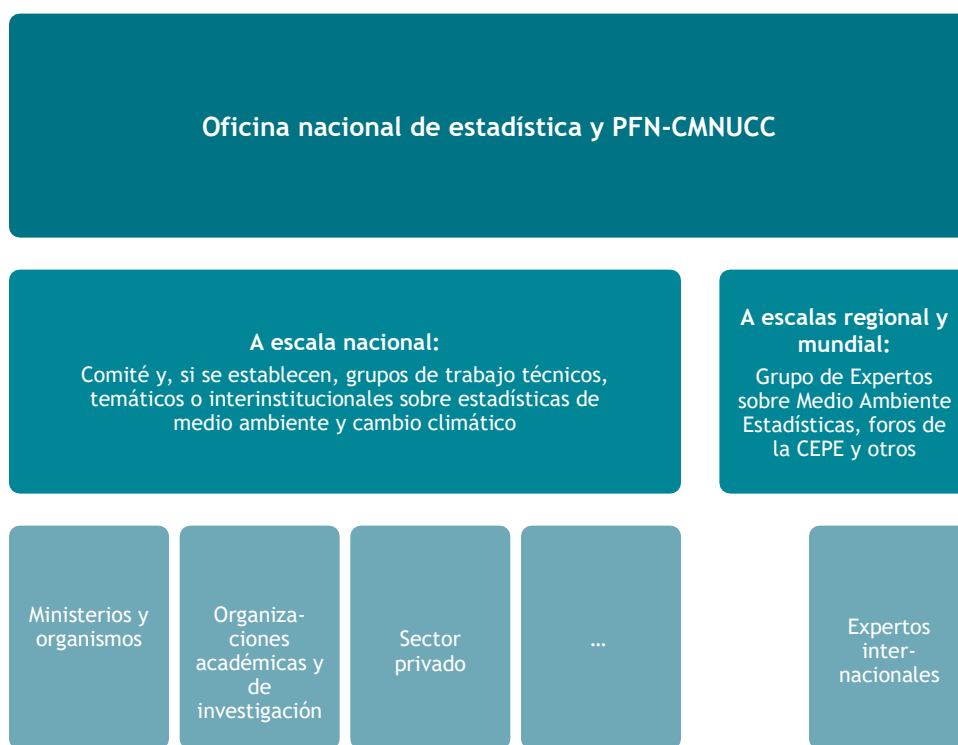 Oficina nacional de estadística y PFN-CMNUCC
A escala nacional:
Comité y, si se establecen, grupos de trabajo técnicos,
temáticos o interinstitucionales sobre estadísticas de
medio ambiente y cambio climático
A escalas regional y
mundial:
Grupo de Expertos
sobre Medio Ambiente
Estadísticas, foros de
la CEPE y otros
Ministerios y
organismos
Organiza-
ciones
académicas y
de
investigación
Sector
privado
...
Expertos
inter-
nacionales